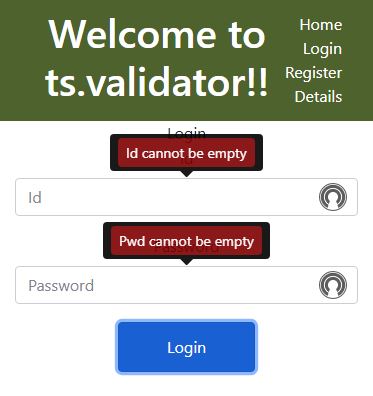 Welcome to
ts.validator!!
Home
Login
Register
Details
Login
Id cannot be empty
Id
Pwd cannot be empty
Password
Login